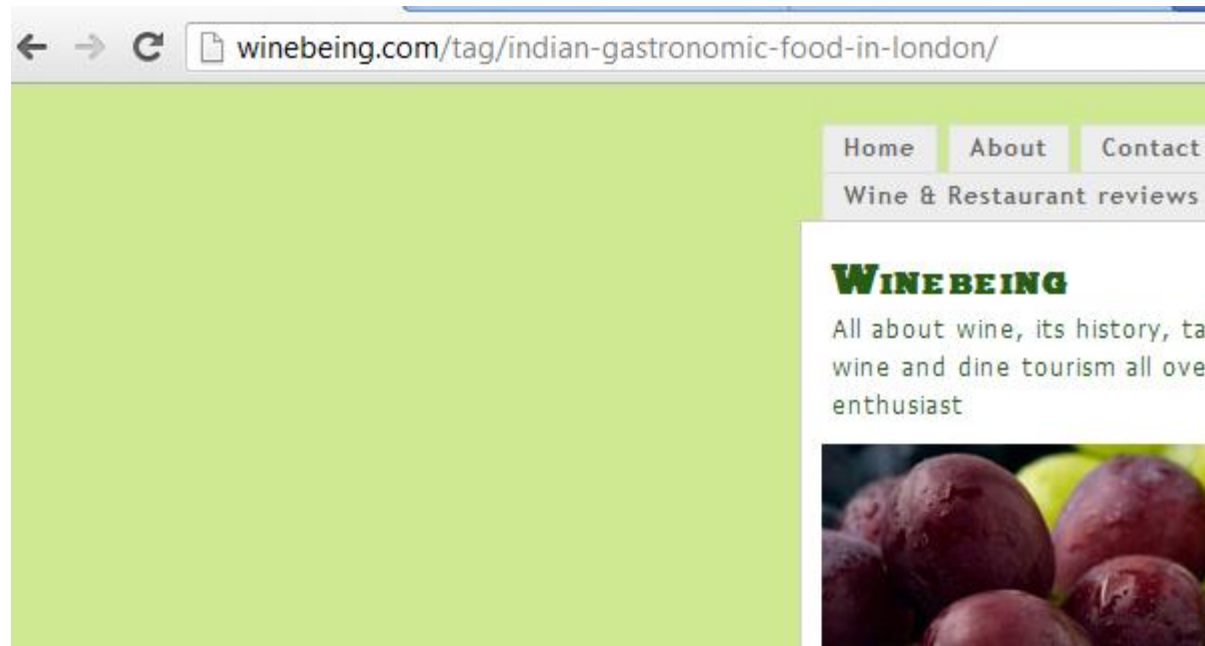 winebeing.com/tag/indian-gastronomic-food-in-london/
Home About Contact
Wine & Restaurant reviews
WINEBEING
All about wine, its history, ta
wine and dine tourism all ove
enthusiast